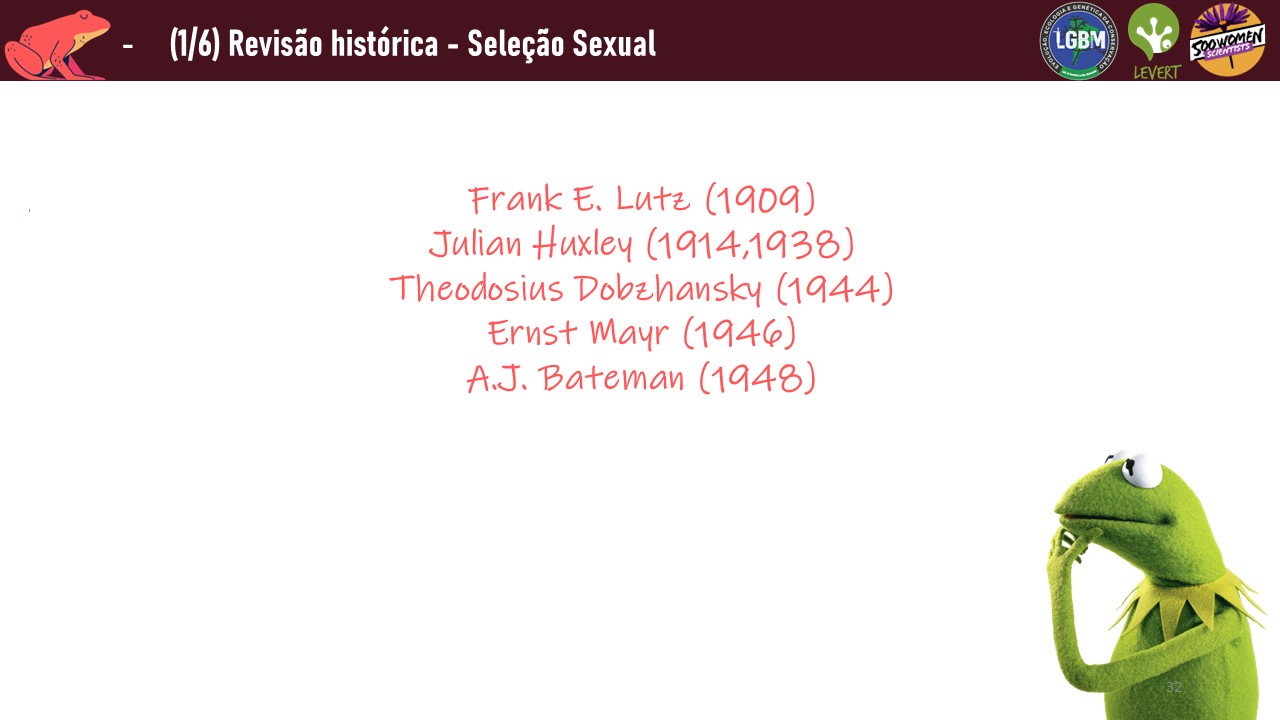 - (1/6) Revisão histórica - Seleção Sexual
LGBM
EVOLUÇÃO, ECOLOGIA E GENÉTICA DA CONSERVAÇÃO
LEVERT
500 WOMEN
SCIENTISTS
Frank E. Lutz (1909)
Julian Huxley (1914,1938)
Theodosius Dobzhansky (1944)
Ernst Mayr (1946)
A.J. Bateman (1948)
32